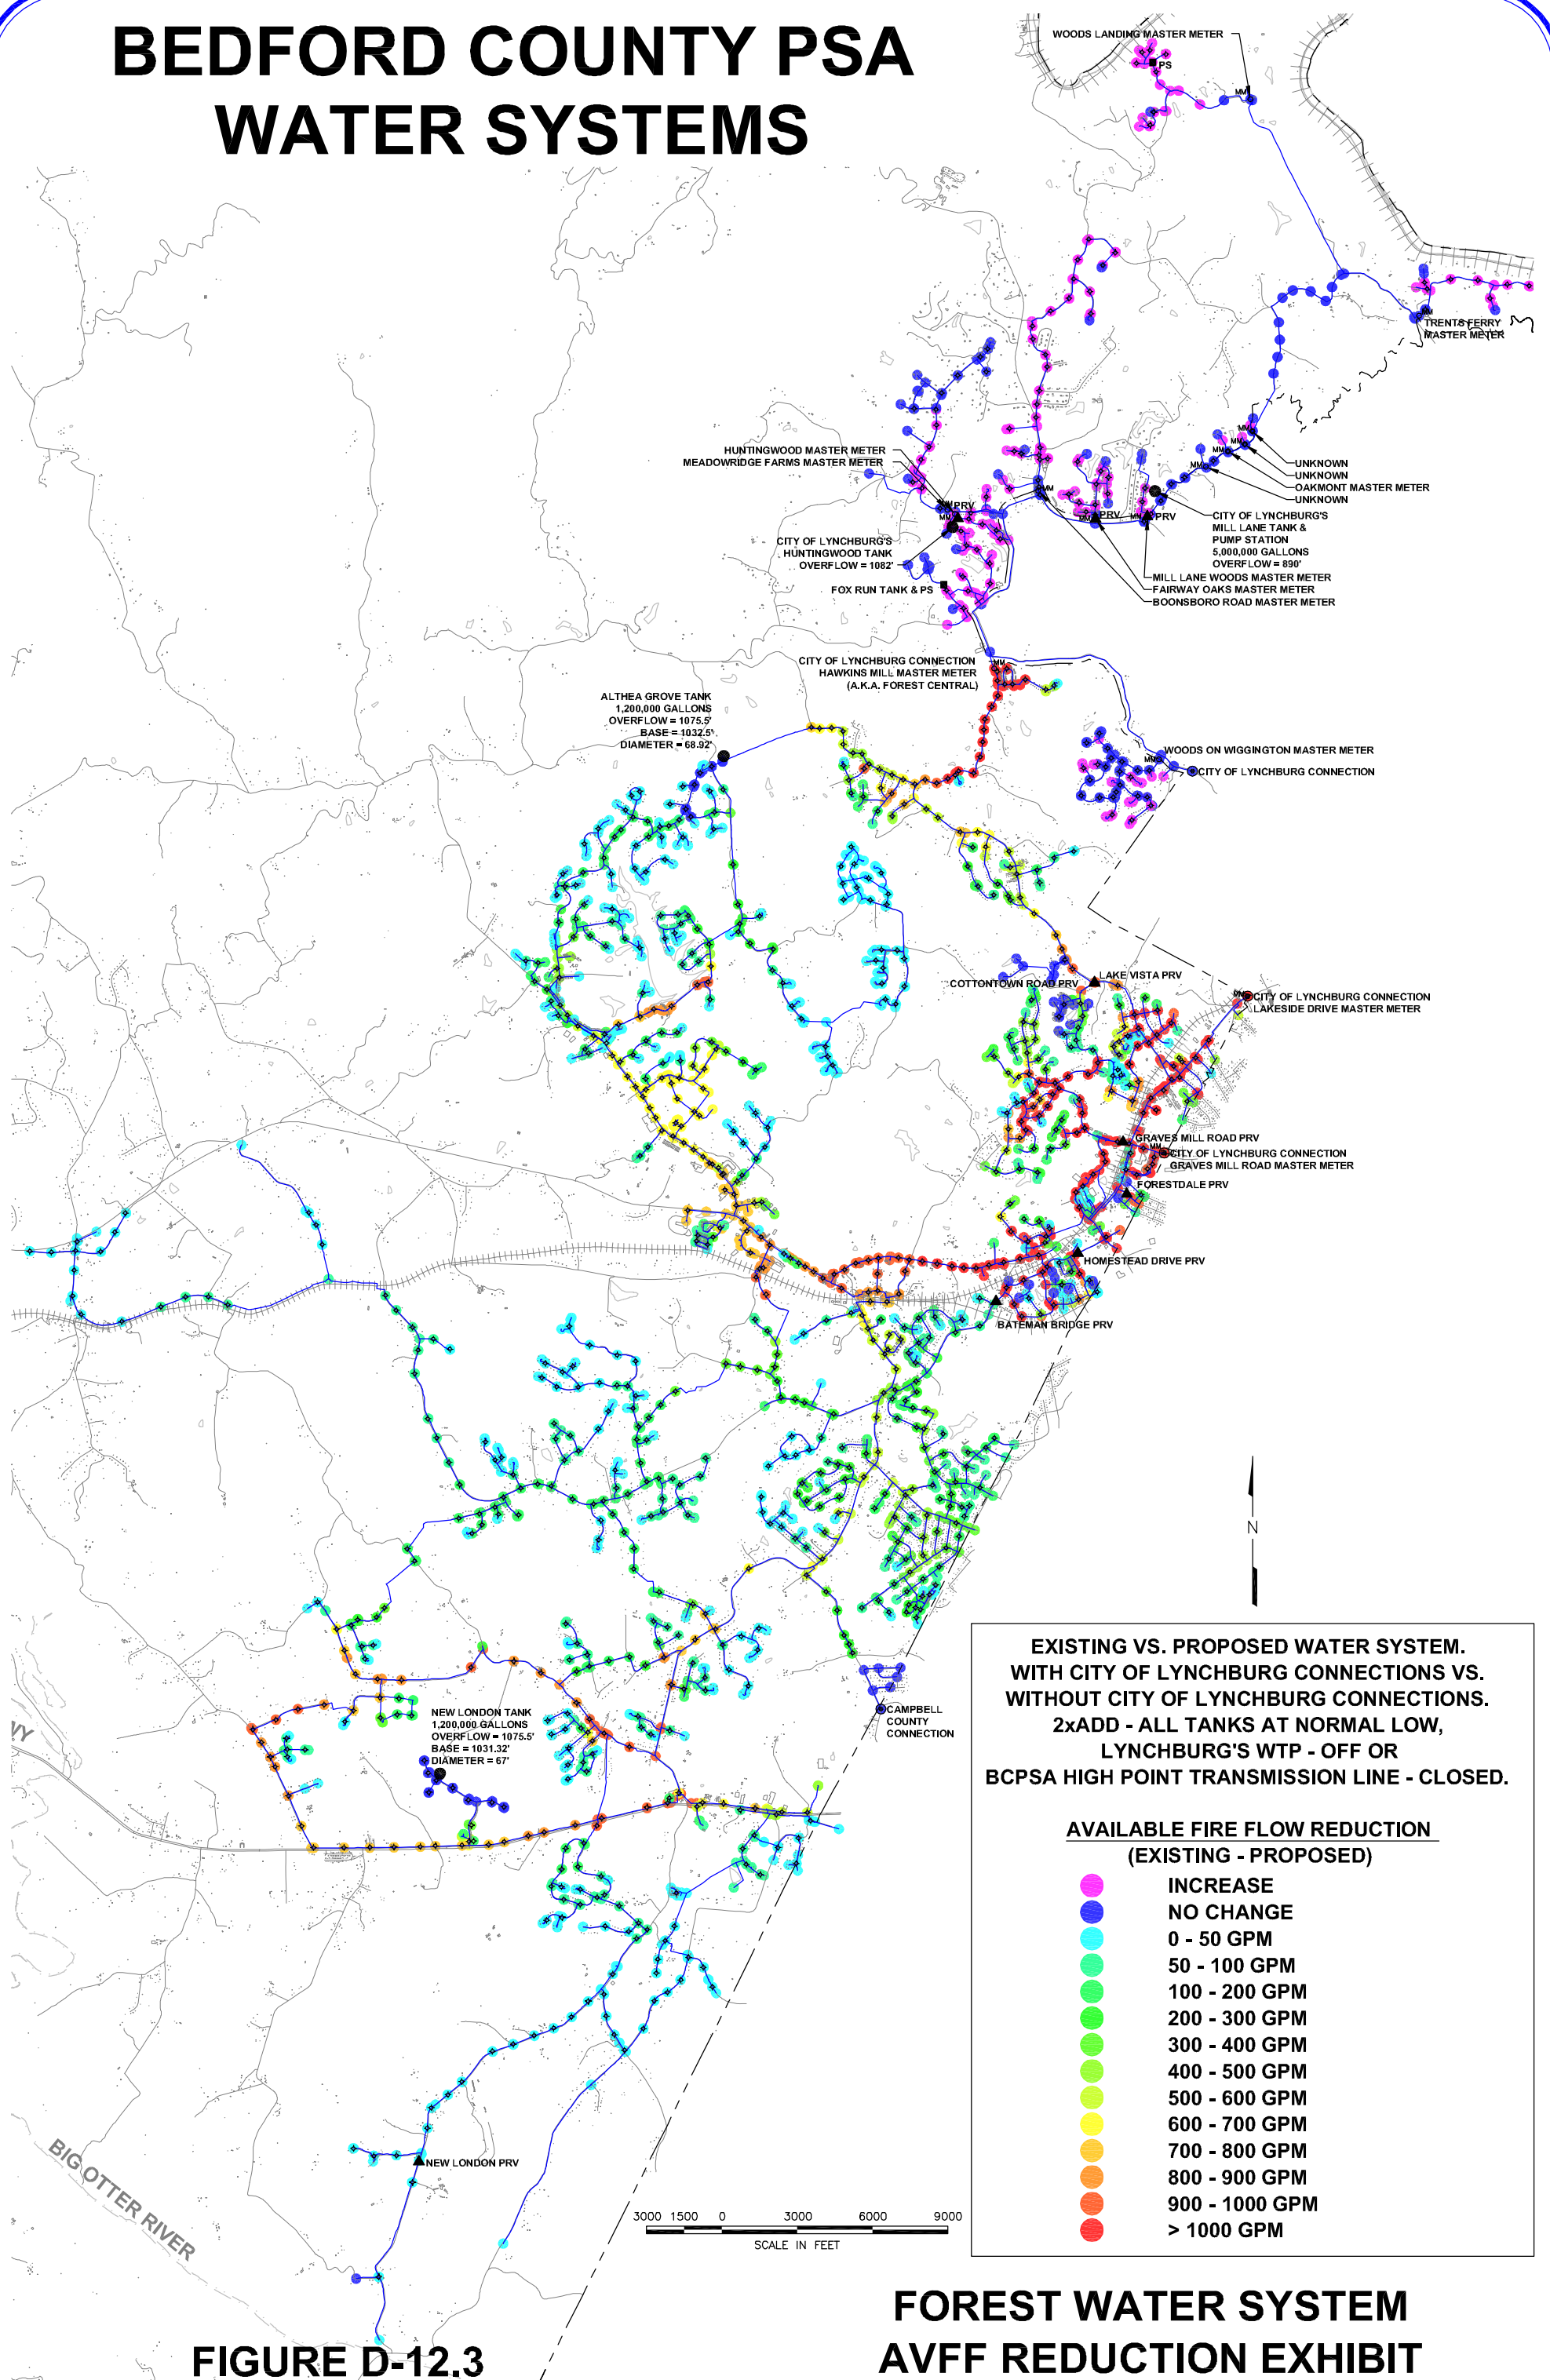 BEDFORD COUNTY PSA
WATER SYSTEMS
WOODS LANDING MASTER METER
PS
MM
TRENTS FERRY
MASTER METER
HUNTINGWOOD MASTER METER
MEADOWRIDGE FARMS MASTER METER
UNKNOWN
UNKNOWN
OAKMONT MASTER METER
UNKNOWN
PRV
PRV
PRV
CITY OF LYNCHBURG'S
MILL LANE TANK &
PUMP STATION
5,000,000 GALLONS
OVERFLOW = 890'
CITY OF LYNCHBURG'S
HUNTINGWOOD TANK
OVERFLOW = 1082'
MILL LANE WOODS MASTER METER
FAIRWAY OAKS MASTER METER
BOONSBORO ROAD MASTER METER
FOX RUN TANK & PS
CITY OF LYNCHBURG CONNECTION
HAWKINS MILL MASTER METER
(A.K.A. FOREST CENTRAL)
ALTHEA GROVE TANK
1,200,000 GALLONS
OVERFLOW = 1075.5'
BASE = 1032.5'
DIAMETER = 68.92'
WOODS ON WIGGINGTON MASTER METER
CITY OF LYNCHBURG CONNECTION
LAKE VISTA PRV
COTTONTOWN ROAD PRV
CITY OF LYNCHBURG CONNECTION
LAKESIDE DRIVE MASTER METER
GRAVES MILL ROAD PRV
CITY OF LYNCHBURG CONNECTION
GRAVES MILL ROAD MASTER METER
FORESTDALE PRV
HOMESTEAD DRIVE PRV
BATEMAN BRIDGE PRV
N
NEW LONDON TANK
1,200,000 GALLONS
OVERFLOW = 1075.5'
BASE = 1031.32'
DIAMETER = 67'
CAMPBELL
COUNTY
CONNECTION
EXISTING VS. PROPOSED WATER SYSTEM.
WITH CITY OF LYNCHBURG CONNECTIONS VS.
WITHOUT CITY OF LYNCHBURG CONNECTIONS.
2xADD - ALL TANKS AT NORMAL LOW,
LYNCHBURG'S WTP - OFF OR
BCPSA HIGH POINT TRANSMISSION LINE - CLOSED.
AVAILABLE FIRE FLOW REDUCTION
(EXISTING - PROPOSED)
INCREASE
NO CHANGE
0 - 50 GPM
50 - 100 GPM
100 - 200 GPM
200 - 300 GPM
300 - 400 GPM
400 - 500 GPM
500 - 600 GPM
600 - 700 GPM
700 - 800 GPM
800 - 900 GPM
900 - 1000 GPM
> 1000 GPM
NEW LONDON PRV
BIG OTTER RIVER
3000 1500 0 3000 6000 9000
SCALE IN FEET
FOREST WATER SYSTEM
AVFF REDUCTION EXHIBIT
FIGURE D-12.3